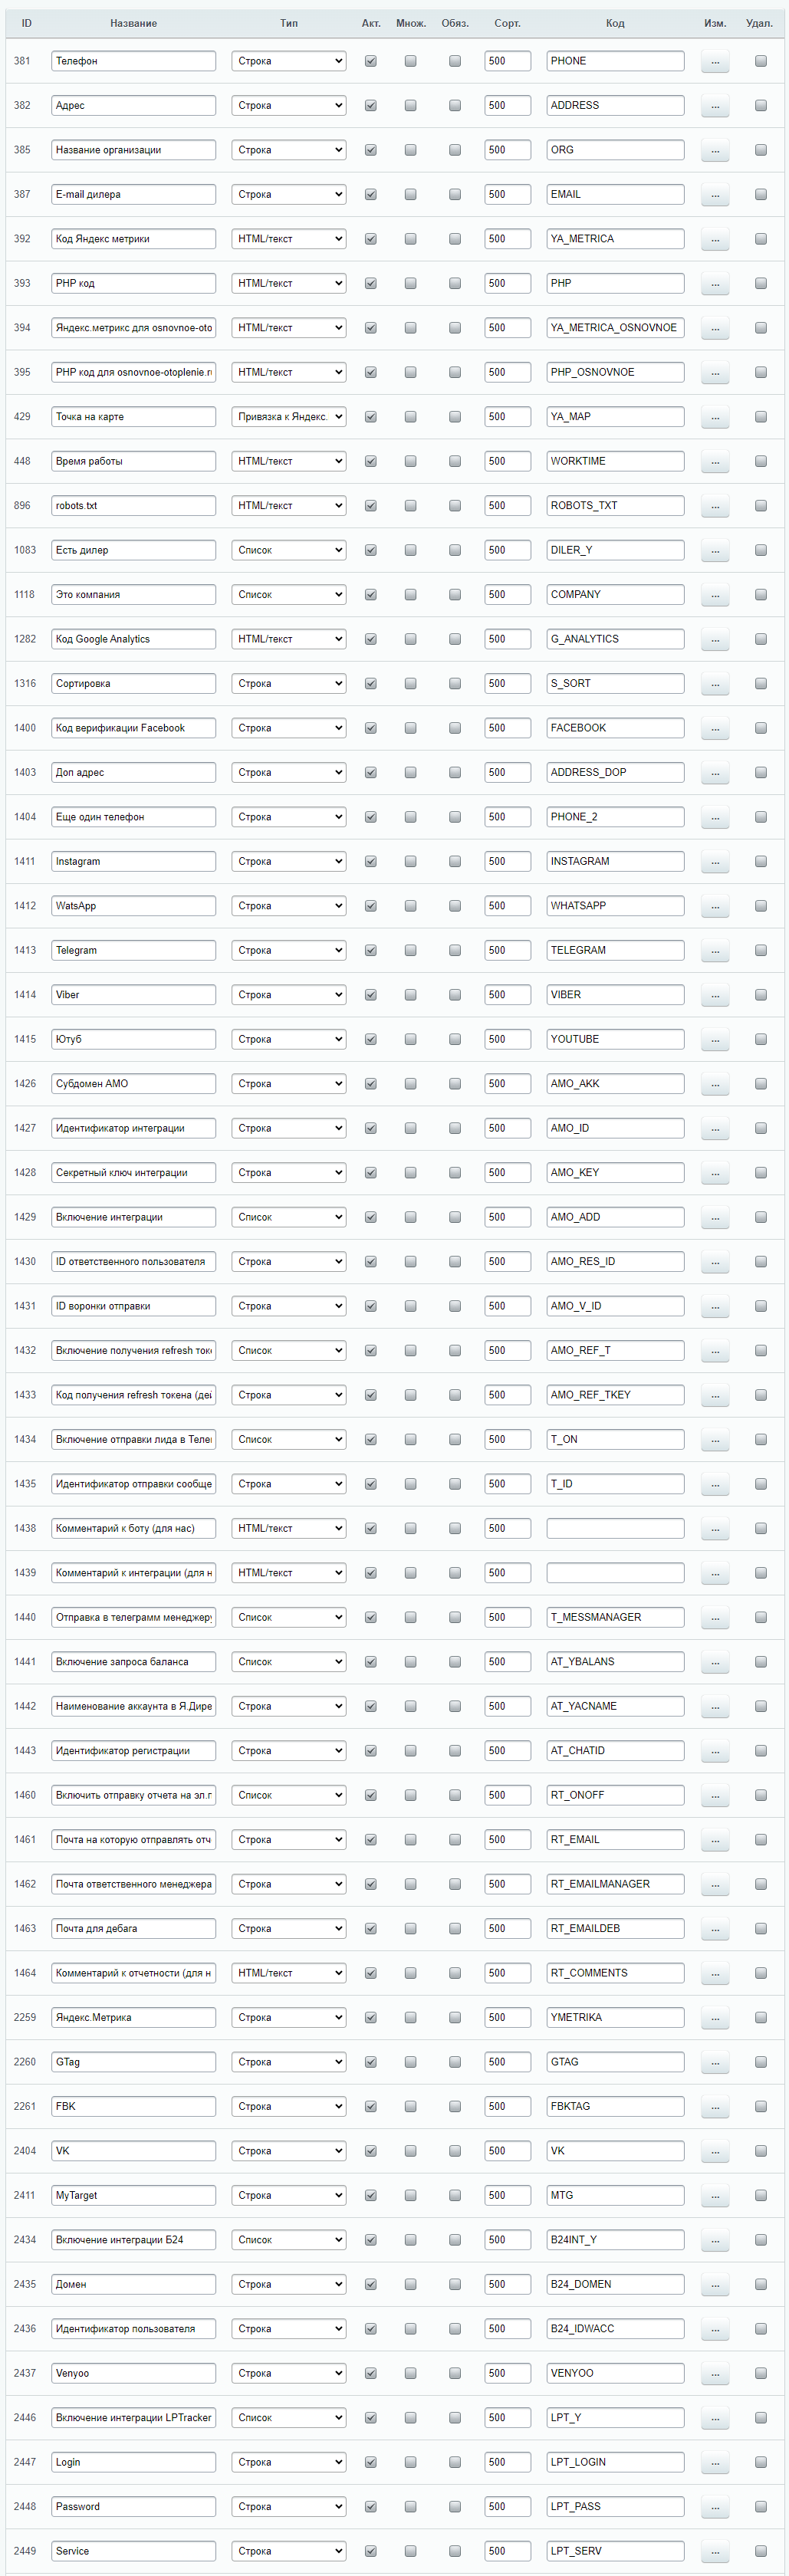 ID Название Тип Акт. Множ. Обяз. Сорт. Код Изм. Удал.
381 Телефон Строка 500 PHONE ...
382 Адрес Строка 500 ADDRESS ...
385 Название организации Строка 500 ORG ...
387 E-mail дилера Строка 500 EMAIL ...
392 Код Яндекс метрики HTML/текст 500 YA_METRICA ...
393 PHP код HTML/текст 500 PHP ...
394 Яндекс.метрикс для osnovnoe-oto HTML/текст 500 YA_METRICA_OSNOVNOE ...
395 PHP код для osnovnoe-otoplenie.r HTML/текст 500 PHP_OSNOVNOE ...
429 Точка на карте Привязка к Яндекс. 500 YA_MAP ...
448 Время работы HTML/текст 500 WORKTIME ...
896 robots.txt HTML/текст 500 ROBOTS_TXT ...
1083 Есть дилер Список 500 DILER_Y ...
1118 Это компания Список 500 COMPANY ...
1282 Код Google Analytics HTML/текст 500 G_ANALYTICS ...
1316 Сортировка Строка 500 S_SORT ...
1400 Код верификации Facebook Строка 500 FACEBOOK ...
1403 Доп адрес Строка 500 ADDRESS_DOP ...
1404 Еще один телефон Строка 500 PHONE_2 ...
1411 Instagram Строка 500 INSTAGRAM ...
1412 WatsApp Строка 500 WHATSAPP ...
1413 Telegram Строка 500 TELEGRAM ...
1414 Viber Строка 500 VIBER ...
1415 Ютуб Строка 500 YOUTUBE ...
1426 Субдомен АМО Строка 500 AMO_AKK ...
1427 Идентификатор интеграции Строка 500 AMO_ID ...
1428 Секретный ключ интеграции Строка 500 AMO_KEY ...
1429 Включение интеграции Список 500 AMO_ADD ...
1430 ID ответственного пользователя Строка 500 AMO_RES_ID ...
1431 ID воронки отправки Строка 500 AMO_V_ID ...
1432 Включение получения refresh ток Список 500 AMO_REF_T ...
1433 Код получения refresh токена (де Строка 500 AMO_REF_TKEY ...
1434 Включение отправки лида в Теле Список 500 T_ON ...
1435 Идентификатор отправки сообще Строка 500 T_ID ...
1438 Комментарий к боту (для нас) HTML/текст 500 ...
1439 Комментарий к интеграции (для н HTML/текст 500 ...
1440 Отправка в телеграмм менеджеру Список 500 T_MESSMANAGER ...
1441 Включение запроса баланса Список 500 AT_YBALANS ...
1442 Наименование аккаунта в Я.Дире Строка 500 AT_YACNAME ...
1443 Идентификатор регистрации Строка 500 AT_CHATID ...
1460 Включить отправку отчета на эл.г Список 500 RT_ONOFF ...
1461 Почта на которую отправлять отч Строка 500 RT_EMAIL ...
1462 Почта ответственного менеджера Строка 500 RT_EMAILMANAGER ...
1463 Почта для дебага Строка 500 RT_EMAILDEB ...
1464 Комментарий к отчетности (для н HTML/текст 500 RT_COMMENTS ...
2259 Яндекс.Метрика Строка 500 YMETRIKA ...
2260 GTag Строка 500 GTAG ...
2261 FBK Строка 500 FBKTAG ...
2404 VK Строка 500 VK ...
2411 MyTarget Строка 500 MTG ...
2434 Включение интеграции Б24 Список 500 B24INT_Y ...
2435 Домен Строка 500 B24_DOMEN ...
2436 Идентификатор пользователя Строка 500 B24_IDWACC ...
2437 Venyoo Строка 500 VENYOO ...
2446 Включение интеграции LPTracker Список 500 LPT_Y ...
2447 Login Строка 500 LPT_LOGIN ...
2448 Password Строка 500 LPT_PASS ...
2449 Service Строка 500 LPT_SERV ...